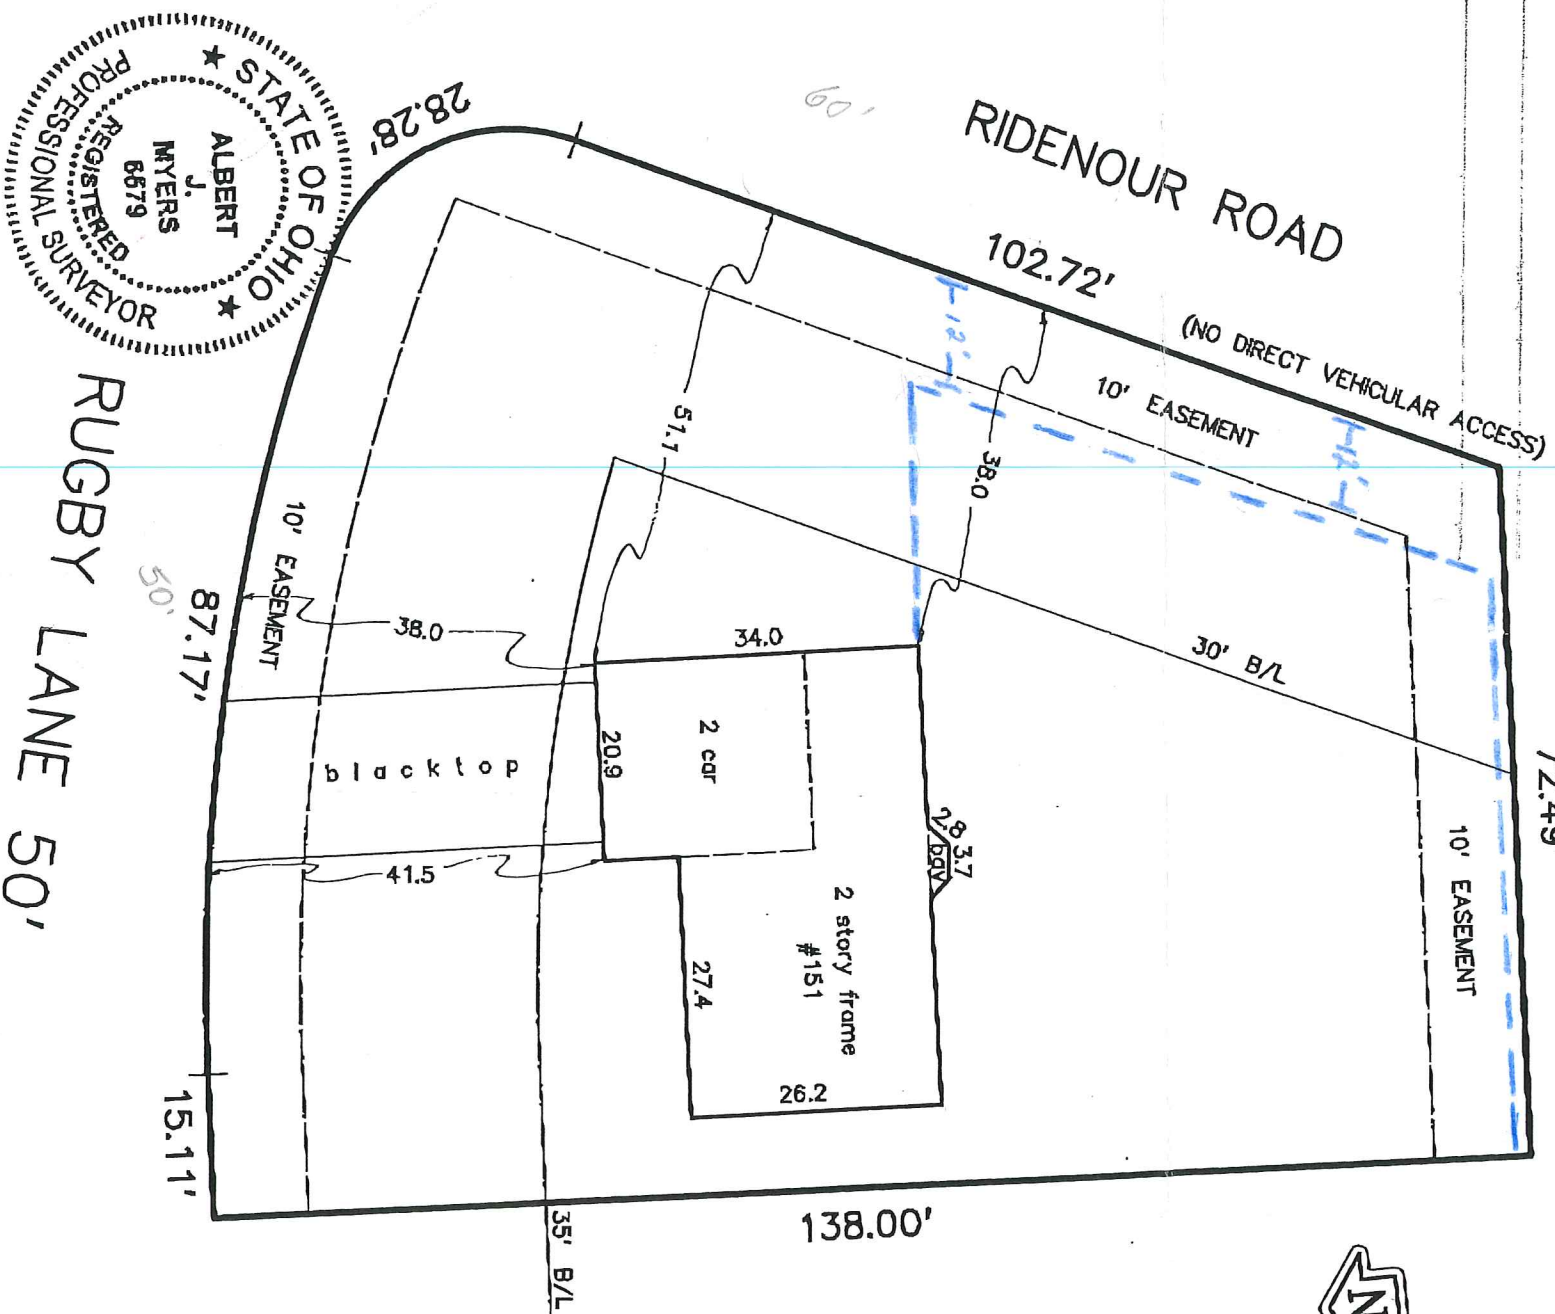 RIDENOUR ROAD
60'
102.72'
(NO DIRECT VEHICULAR ACCESS)
10' EASEMENT
12'
12'
28.28'
STATE OF OHIO
ALBERT
J.
MYERS
6679
REGISTERED
PROFESSIONAL SURVEYOR
51.1
38.0
30' B/L
72.49
10' EASEMENT
10' EASEMENT
38.0
34.0
2 car
20.9
blacktop
41.5
2.8
3.7
bay
2 story frame
#151
27.4
26.2
87.17'
50'
RUGBY LANE 50'
15.11'
138.00'
35' B/L
N